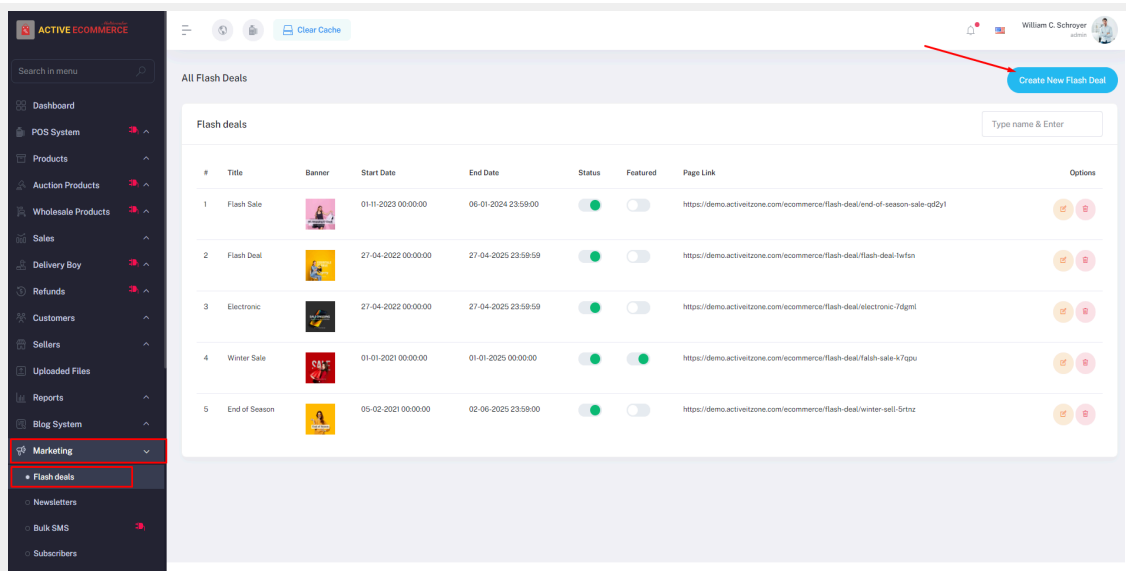 ACTIVE ECOMMERCE
Clear Cache
William C. Schroyer
admin
Search in menu
All Flash Deals
Create New Flash Deal
Dashboard
POS System
Products
Auction Products
Wholesale Products
Sales
Delivery Boy
Refunds
Customers
Sellers
Uploaded Files
Reports
Blog System
Marketing
Flash deals
Newsletters
Bulk SMS
Subscribers
Flash deals
Type name & Enter
# Title Banner Start Date End Date Status Featured Page Link Options
1 Flash Sale 01-11-2023 00:00:00 06-01-2024 23:59:00 https://demo.activeitzone.com/ecommerce/flash-deal/end-of-season-sale-qd2y1
2 Flash Deal 27-04-2022 00:00:00 27-04-2025 23:59:59 https://demo.activeitzone.com/ecommerce/flash-deal/flash-deal-1wfsn
3 Electronic 27-04-2022 00:00:00 27-04-2025 23:59:59 https://demo.activeitzone.com/ecommerce/flash-deal/electronic-7dgml
4 Winter Sale SALE 01-01-2021 00:00:00 01-01-2025 00:00:00 https://demo.activeitzone.com/ecommerce/flash-deal/falsh-sale-k7qpu
5 End of Season 05-02-2021 00:00:00 02-06-2025 23:59:00 https://demo.activeitzone.com/ecommerce/flash-deal/winter-sell-5rtnz